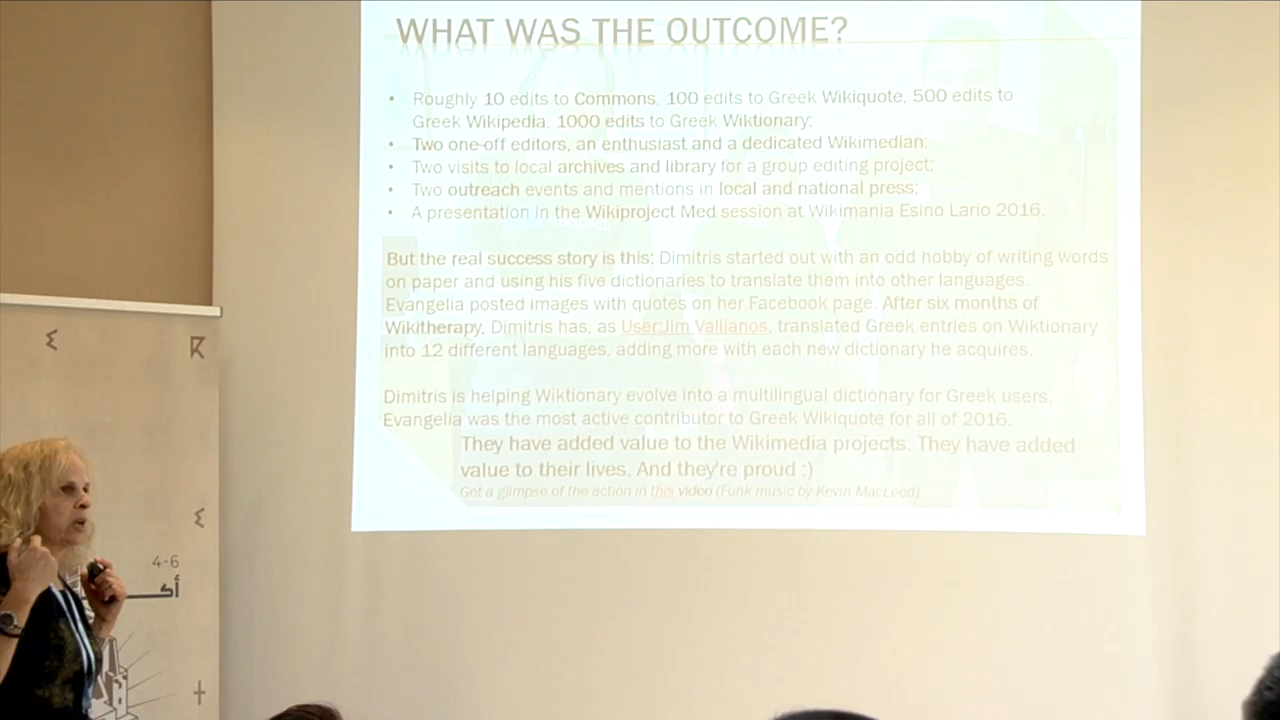 WHAT WAS THE OUTCOME?
• Roughly 10 edits to Commons, 100 edits to Greek Wikiquote, 500 edits to
Greek Wikipedia, 1000 edits to Greek Wiktionary;
• Two one-off editors, an enthusiast and a dedicated Wikimedian;
• Two visits to local archives and library for a group editing project;
• Two outreach events and mentions in local and national press;
• A presentation in the Wikiproject Med session at Wikimania Esino Lario 2016.
But the real success story is this: Dimitris started out with an odd hobby of writing words
on paper and using his five dictionaries to translate them into other languages.
Evangelia posted images with quotes on her Facebook page. After six months of
Wikitherapy, Dimitris has, as User:Jim Vallianos, translated Greek entries on Wiktionary
into 12 different languages, adding more with each new dictionary he acquires.
Dimitris is helping Wiktionary evolve into a multilingual dictionary for Greek users.
Evangelia was the most active contributor to Greek Wikiquote for all of 2016.
They have added value to the Wikimedia projects. They have added
value to their lives. And they're proud :)
Get a glimpse of the action in this video (Funk music by Kevin MacLeod)
4-6